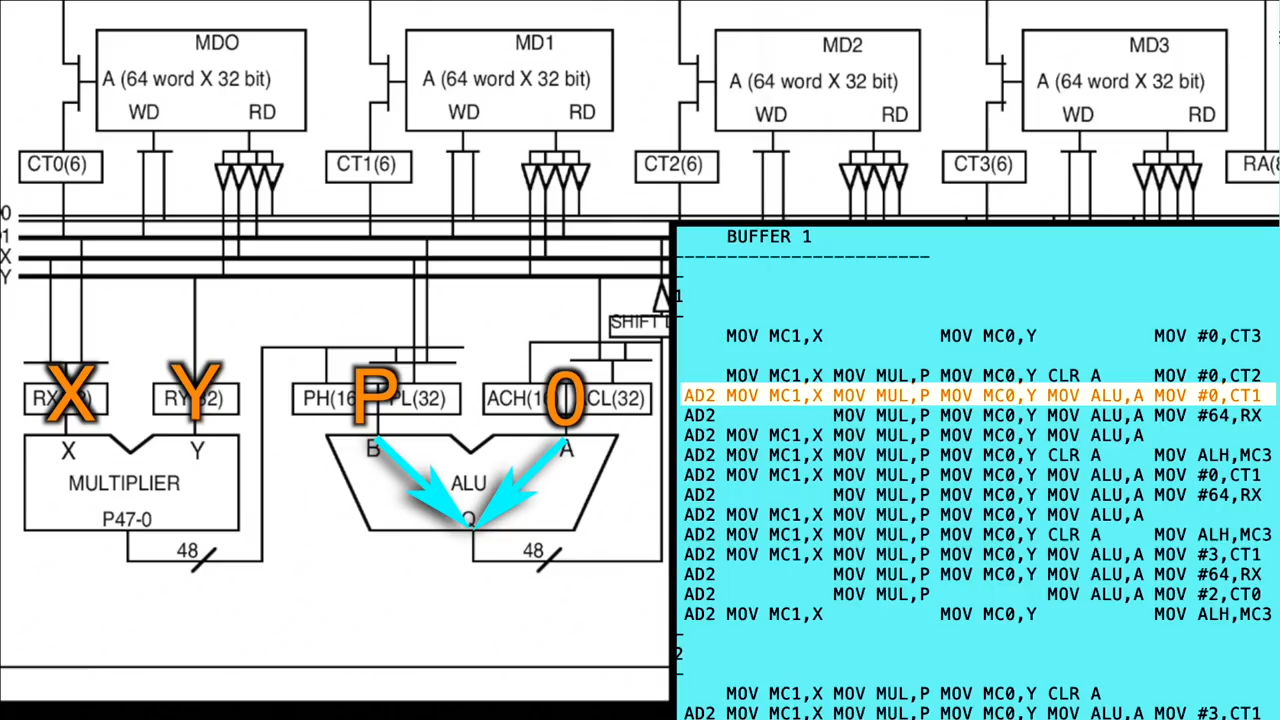 MDO MD1 MD2 MD3
A (64 word X 32 bit) A (64 word X 32 bit) A (64 word X 32 bit) A (64 word X 32 bit)
WD RD WD RD WD RD WD RD
CT0(6) CT1(6) CT2(6) CT3(6)
0
1
X
Y
X Y P 0
X Y B A
MULTIPLIER ALU
P47-0 Q
48 48
BUFFER 1
------------------------
1
MOV MC1,X MOV MC0,Y MOV #0,CT3
MOV MC1,X MOV MUL,P MOV MC0,Y CLR A MOV #0,CT2
AD2 MOV MC1,X MOV MUL,P MOV MC0,Y MOV ALU,A MOV #0,CT1
AD2 MOV MUL,P MOV MC0,Y MOV ALU,A MOV #64,RX
AD2 MOV MC1,X MOV MUL,P MOV MC0,Y MOV ALU,A
AD2 MOV MC1,X MOV MUL,P MOV MC0,Y CLR A MOV ALH,MC3
AD2 MOV MC1,X MOV MUL,P MOV MC0,Y MOV ALU,A MOV #0,CT1
AD2 MOV MUL,P MOV MC0,Y MOV ALU,A MOV #64,RX
AD2 MOV MC1,X MOV MUL,P MOV MC0,Y MOV ALU,A
AD2 MOV MC1,X MOV MUL,P MOV MC0,Y CLR A MOV ALH,MC3
AD2 MOV MC1,X MOV MUL,P MOV MC0,Y MOV ALU,A MOV #3,CT1
AD2 MOV MUL,P MOV MC0,Y MOV ALU,A MOV #64,RX
AD2 MOV MUL,P MOV ALU,A MOV #2,CT0
AD2 MOV MC1,X MOV MC0,Y MOV ALH,MC3
2
MOV MC1,X MOV MUL,P MOV MC0,Y CLR A
AD2 MOV MC1,X MOV MUL,P MOV MC0,Y MOV ALU,A MOV #3,CT1